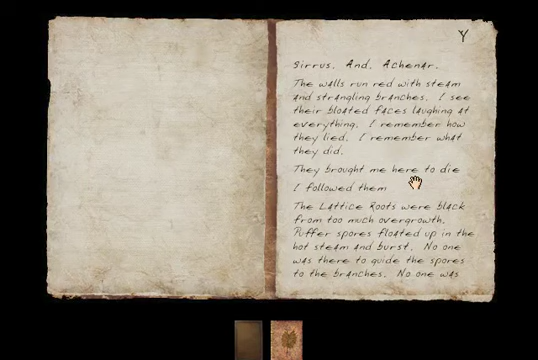 Y
Sirrus. And. Achenar.
The walls run red with steam
and strangling branches. I see
their bloated faces laughing at
everything. I remember how
they lied. I remember what
they did.
They brought me here to die
I followed them
The Lattice Roots were black
from too much overgrowth.
Puffer spores floated up in the
hot steam and burst. No one
was there to guide the spores
to the branches. No one was